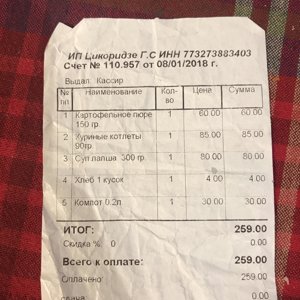 ИП Цикоридзе Г.С ИНН 773273883403
Счет № 110.957 от 08/01/2018 г.
Выдал: Кассир
№ пп Наименование Кол-во Цена Сумма
1 Картофельное пюре 150 гр. 1 60.00 60.00
2 Куриные котлеты 90гр. 1 85.00 85.00
3 Суп лапша 300 гр. 1 80.00 80.00
4 Хлеб 1 кусок 1 4.00 4.00
5 Компот 0.2л. 1 30.00 30.00
ИТОГ: 259.00
Скидка %: 0 0.00
Всего к оплате: 259.00
Оплачено: 259.00
0.00